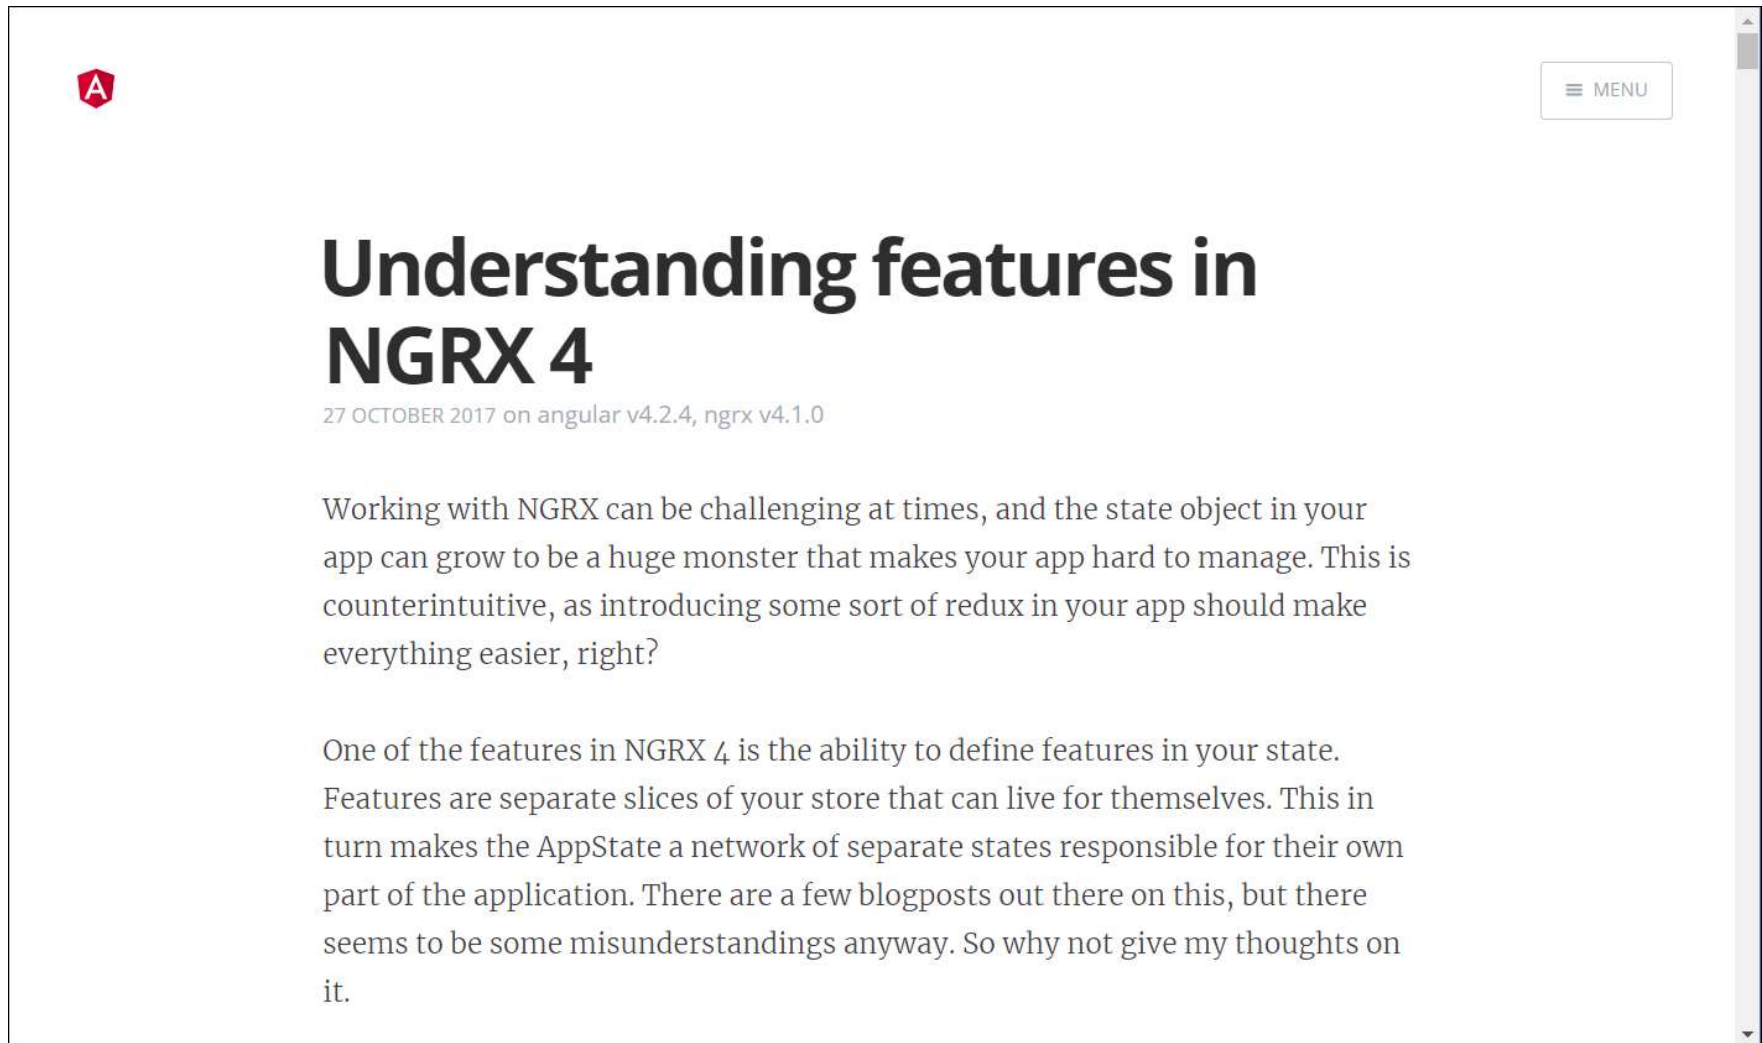 A
MENU
Understanding features in
NGRX 4
27 OCTOBER 2017 on angular v4.2.4, ngrx v4.1.0
Working with NGRX can be challenging at times, and the state object in your
app can grow to be a huge monster that makes your app hard to manage. This is
counterintuitive, as introducing some sort of redux in your app should make
everything easier, right?
One of the features in NGRX 4 is the ability to define features in your state.
Features are separate slices of your store that can live for themselves. This in
turn makes the AppState a network of separate states responsible for their own
part of the application. There are a few blogposts out there on this, but there
seems to be some misunderstandings anyway. So why not give my thoughts on
it.